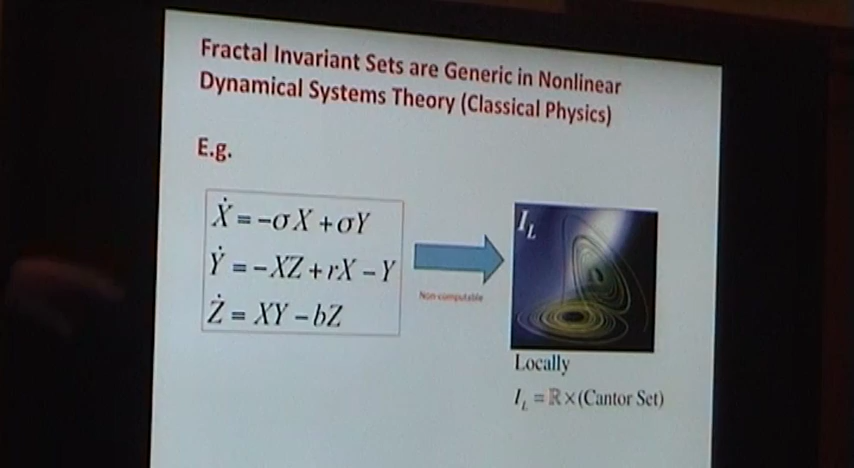 Fractal Invariant Sets are Generic in Nonlinear
Dynamical Systems Theory (Classical Physics)
E.g.
Ẋ = -σX + σY
Ẏ = -XZ + rX - Y
Ż = XY - bZ
Non computable
I_L
Locally
I_L = ℝ×(Cantor Set)